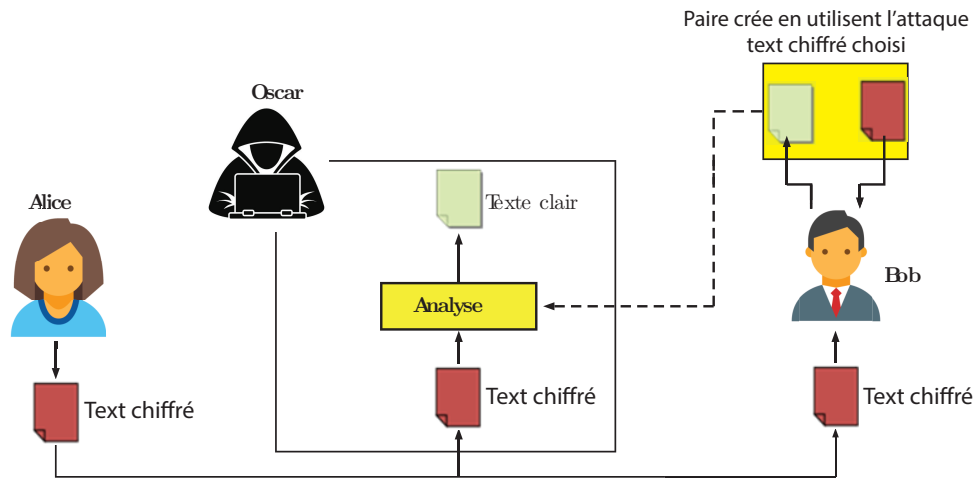 Paire crée en utilisent l'attaque
text chiffré choisi
Oscar
Alice
Texte clair
Bob
Analyse
Text chiffré
Text chiffré
Text chiffré